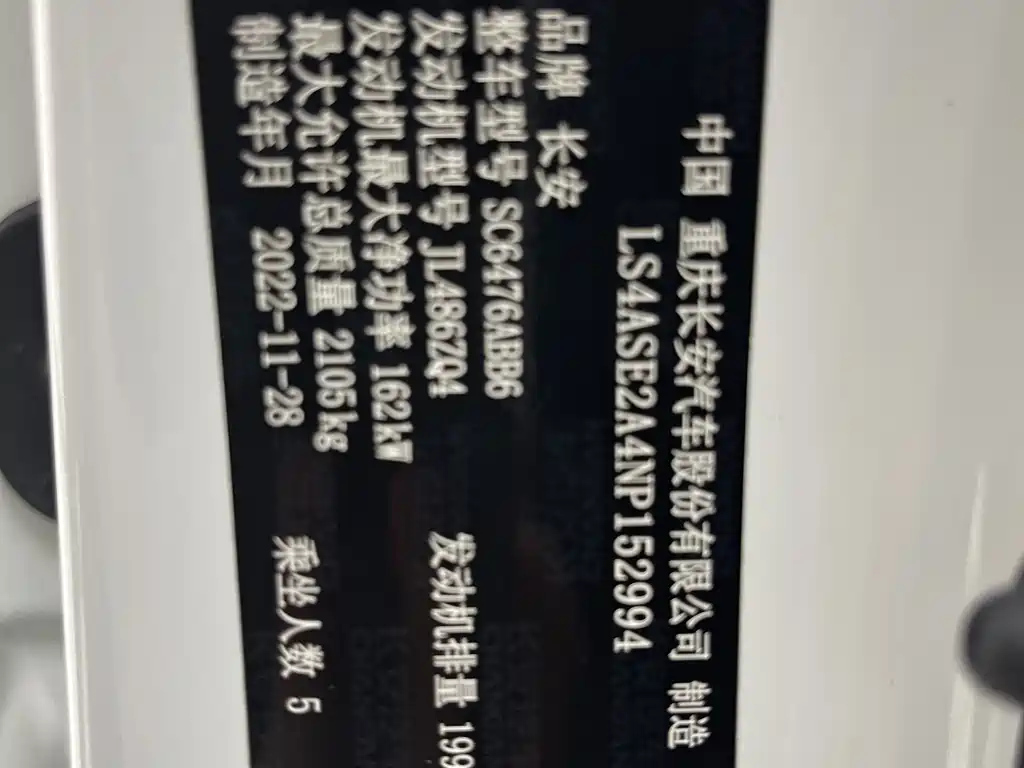 中国 重庆长安汽车股份有限公司 制造
LS4ASE2A4NP152994
品牌 长安
整车型号 SC6476ABB6
发动机型号 JL486ZQ4 发动机排量 199
发动机最大净功率 162kW
最大允许总质量 2105kg
制造年月 2022-11-28 乘坐人数 5